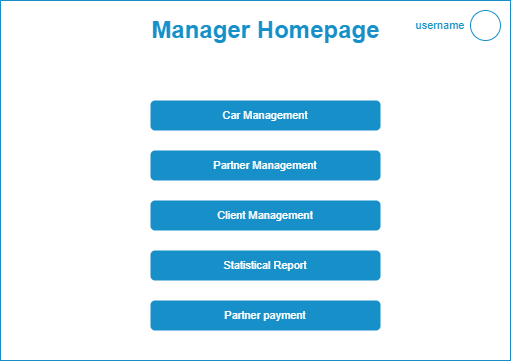 Manager Homepage
username
Car Management
Partner Management
Client Management
Statistical Report
Partner payment